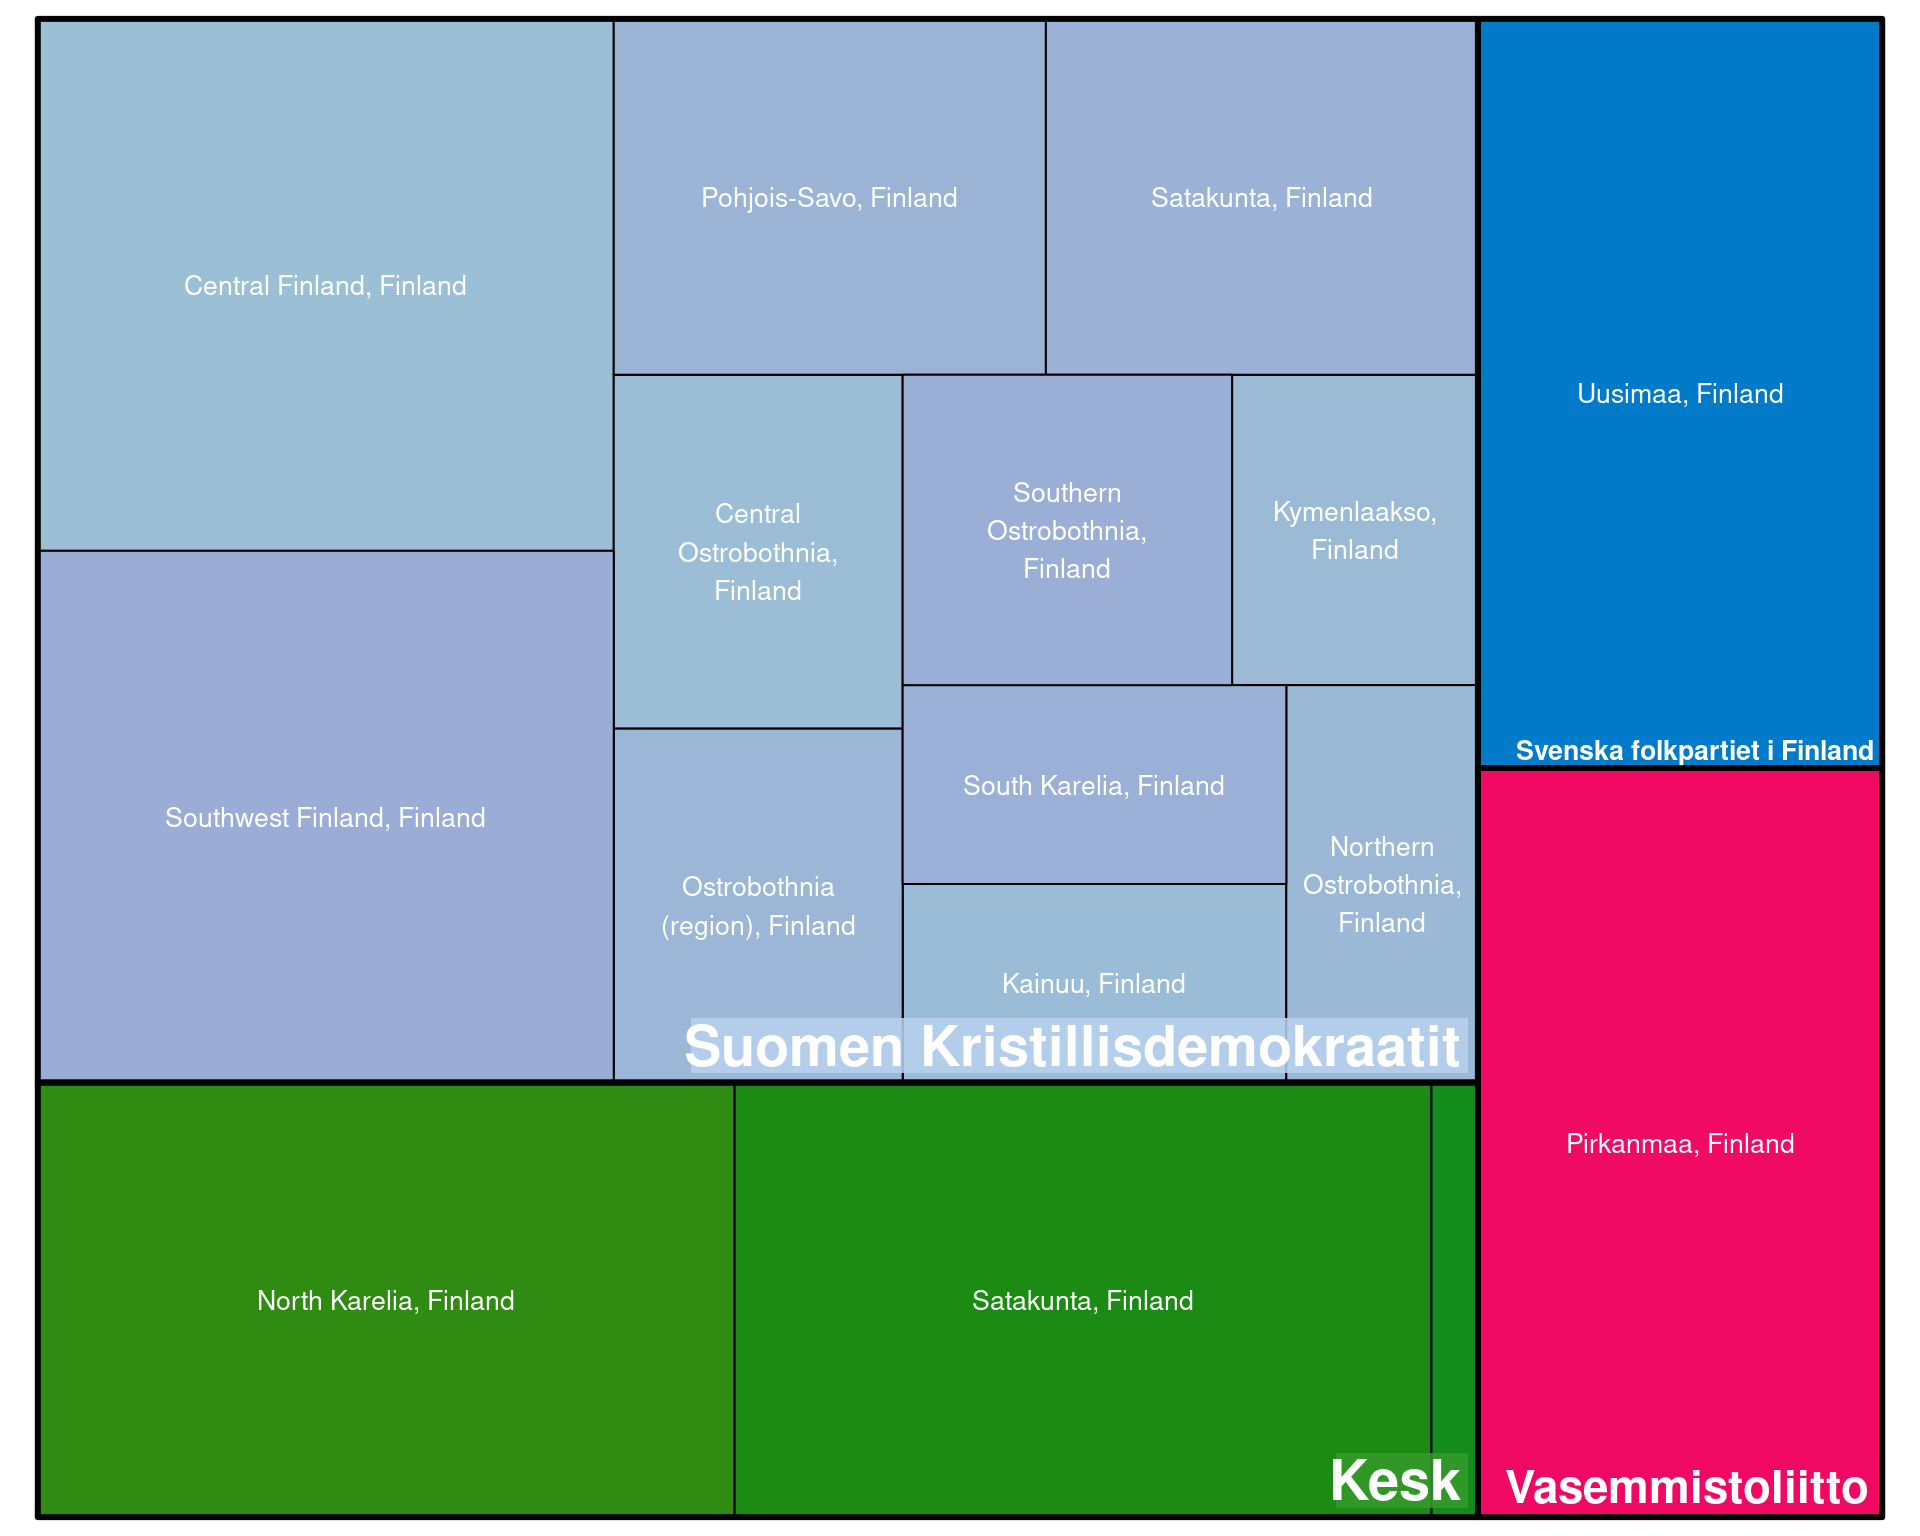 Central Finland, Finland
Pohjois-Savo, Finland
Satakunta, Finland
Uusimaa, Finland
Svenska folkpartiet i Finland
Central
Ostrobothnia,
Finland
Southern
Ostrobothnia,
Finland
Kymenlaakso,
Finland
Southwest Finland, Finland
Ostrobothnia
(region), Finland
South Karelia, Finland
Northern
Ostrobothnia,
Finland
Kainuu, Finland
Suomen Kristillisdemokraatit
North Karelia, Finland
Satakunta, Finland
Kesk
Pirkanmaa, Finland
Vasemmistoliitto